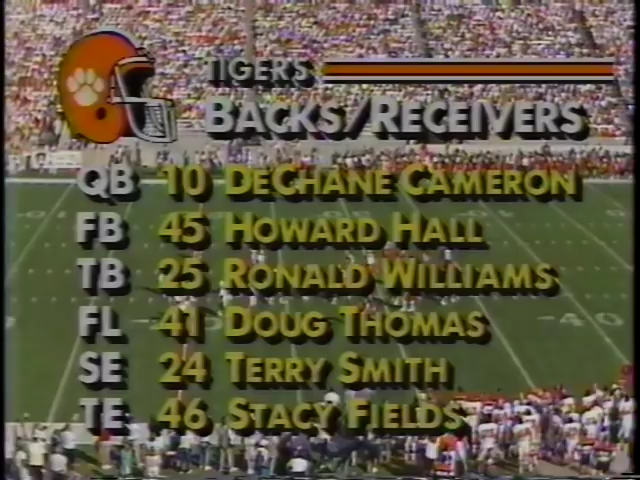 TIGERS
BACKS/RECEIVERS
QB 10 DECHANE CAMERON
FB 45 HOWARD HALL
TB 25 RONALD WILLIAMS
FL 41 DOUG THOMAS
SE 24 TERRY SMITH
TE 46 STACY FIELDS